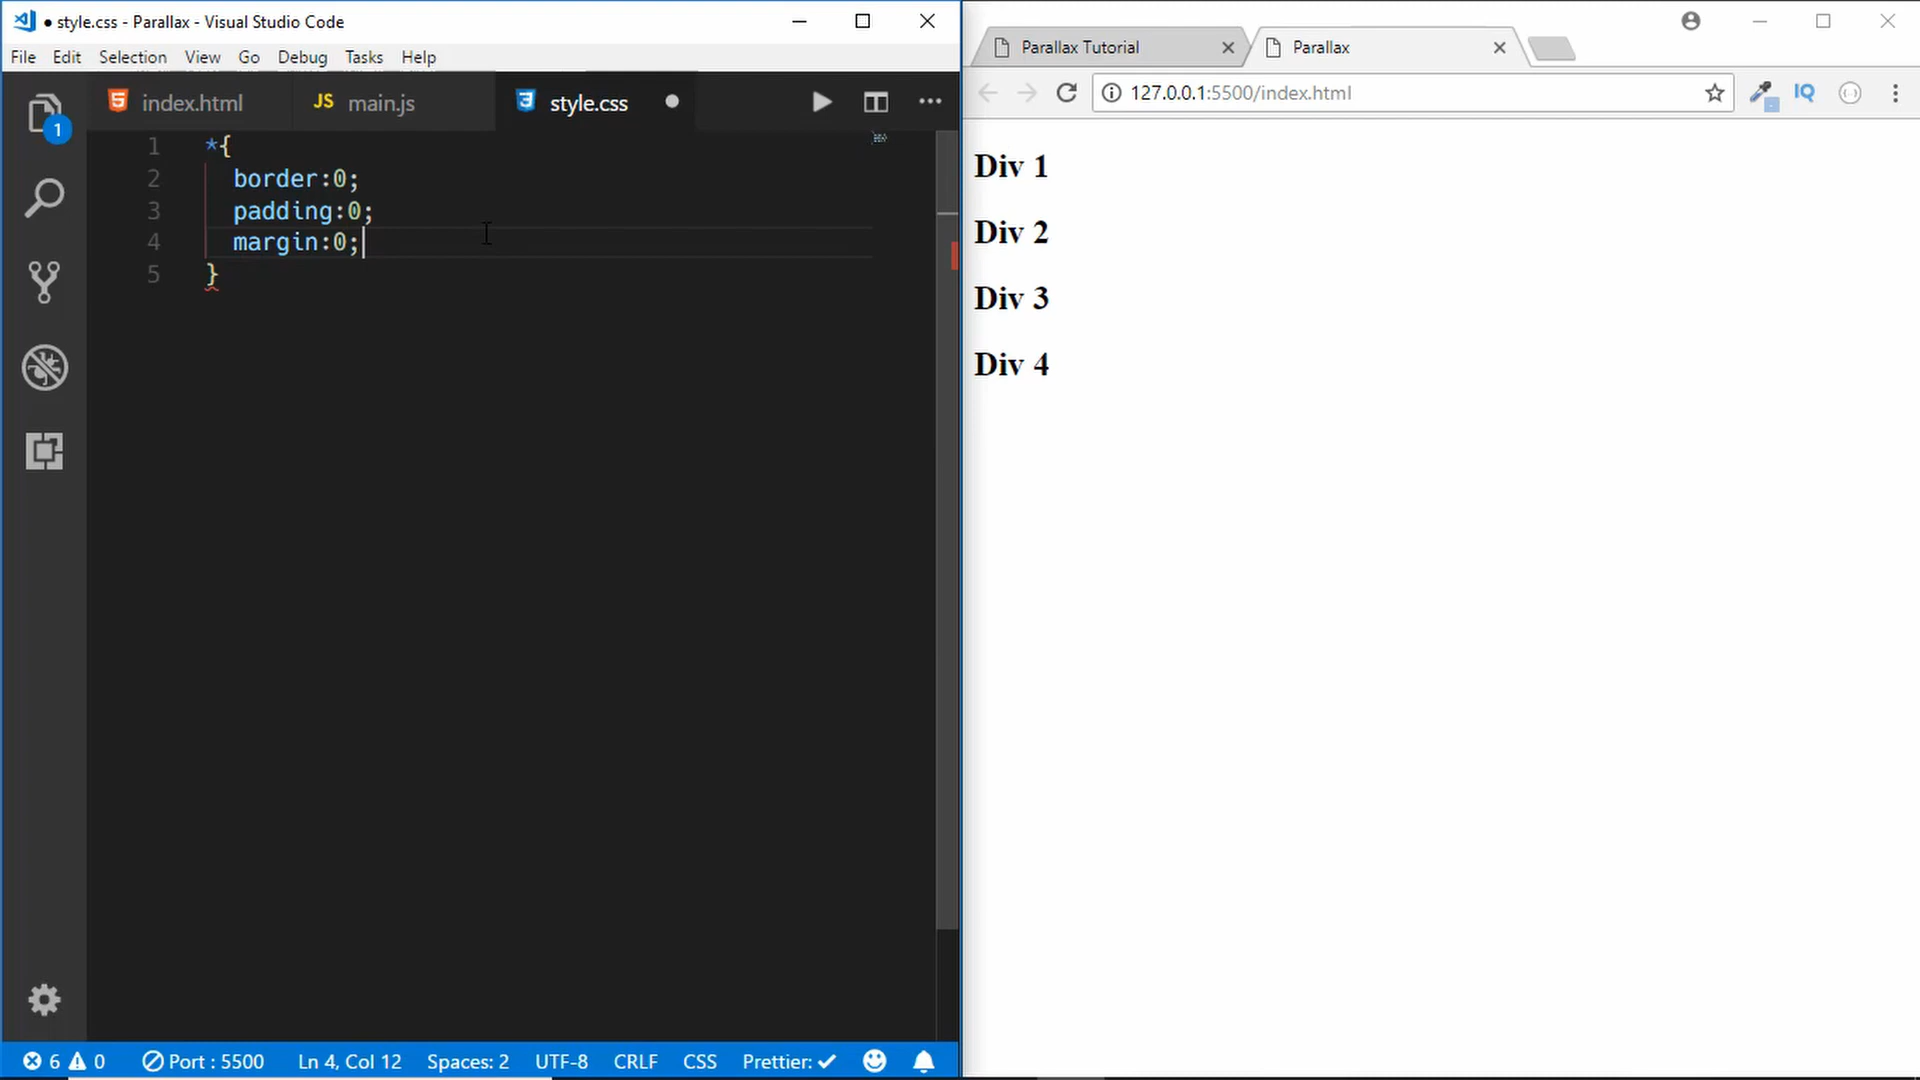 ● style.css - Parallax - Visual Studio Code
File Edit Selection View Go Debug Tasks Help
1
index.html
JS main.js
style.css
1 *{
2 border:0;
3 padding:0;
4 margin:0;
5 }
6 0 Port : 5500 Ln 4, Col 12 Spaces: 2 UTF-8 CRLF CSS Prettier: ✓
Parallax Tutorial
Parallax
127.0.0.1:5500/index.html
IQ
Div 1
Div 2
Div 3
Div 4